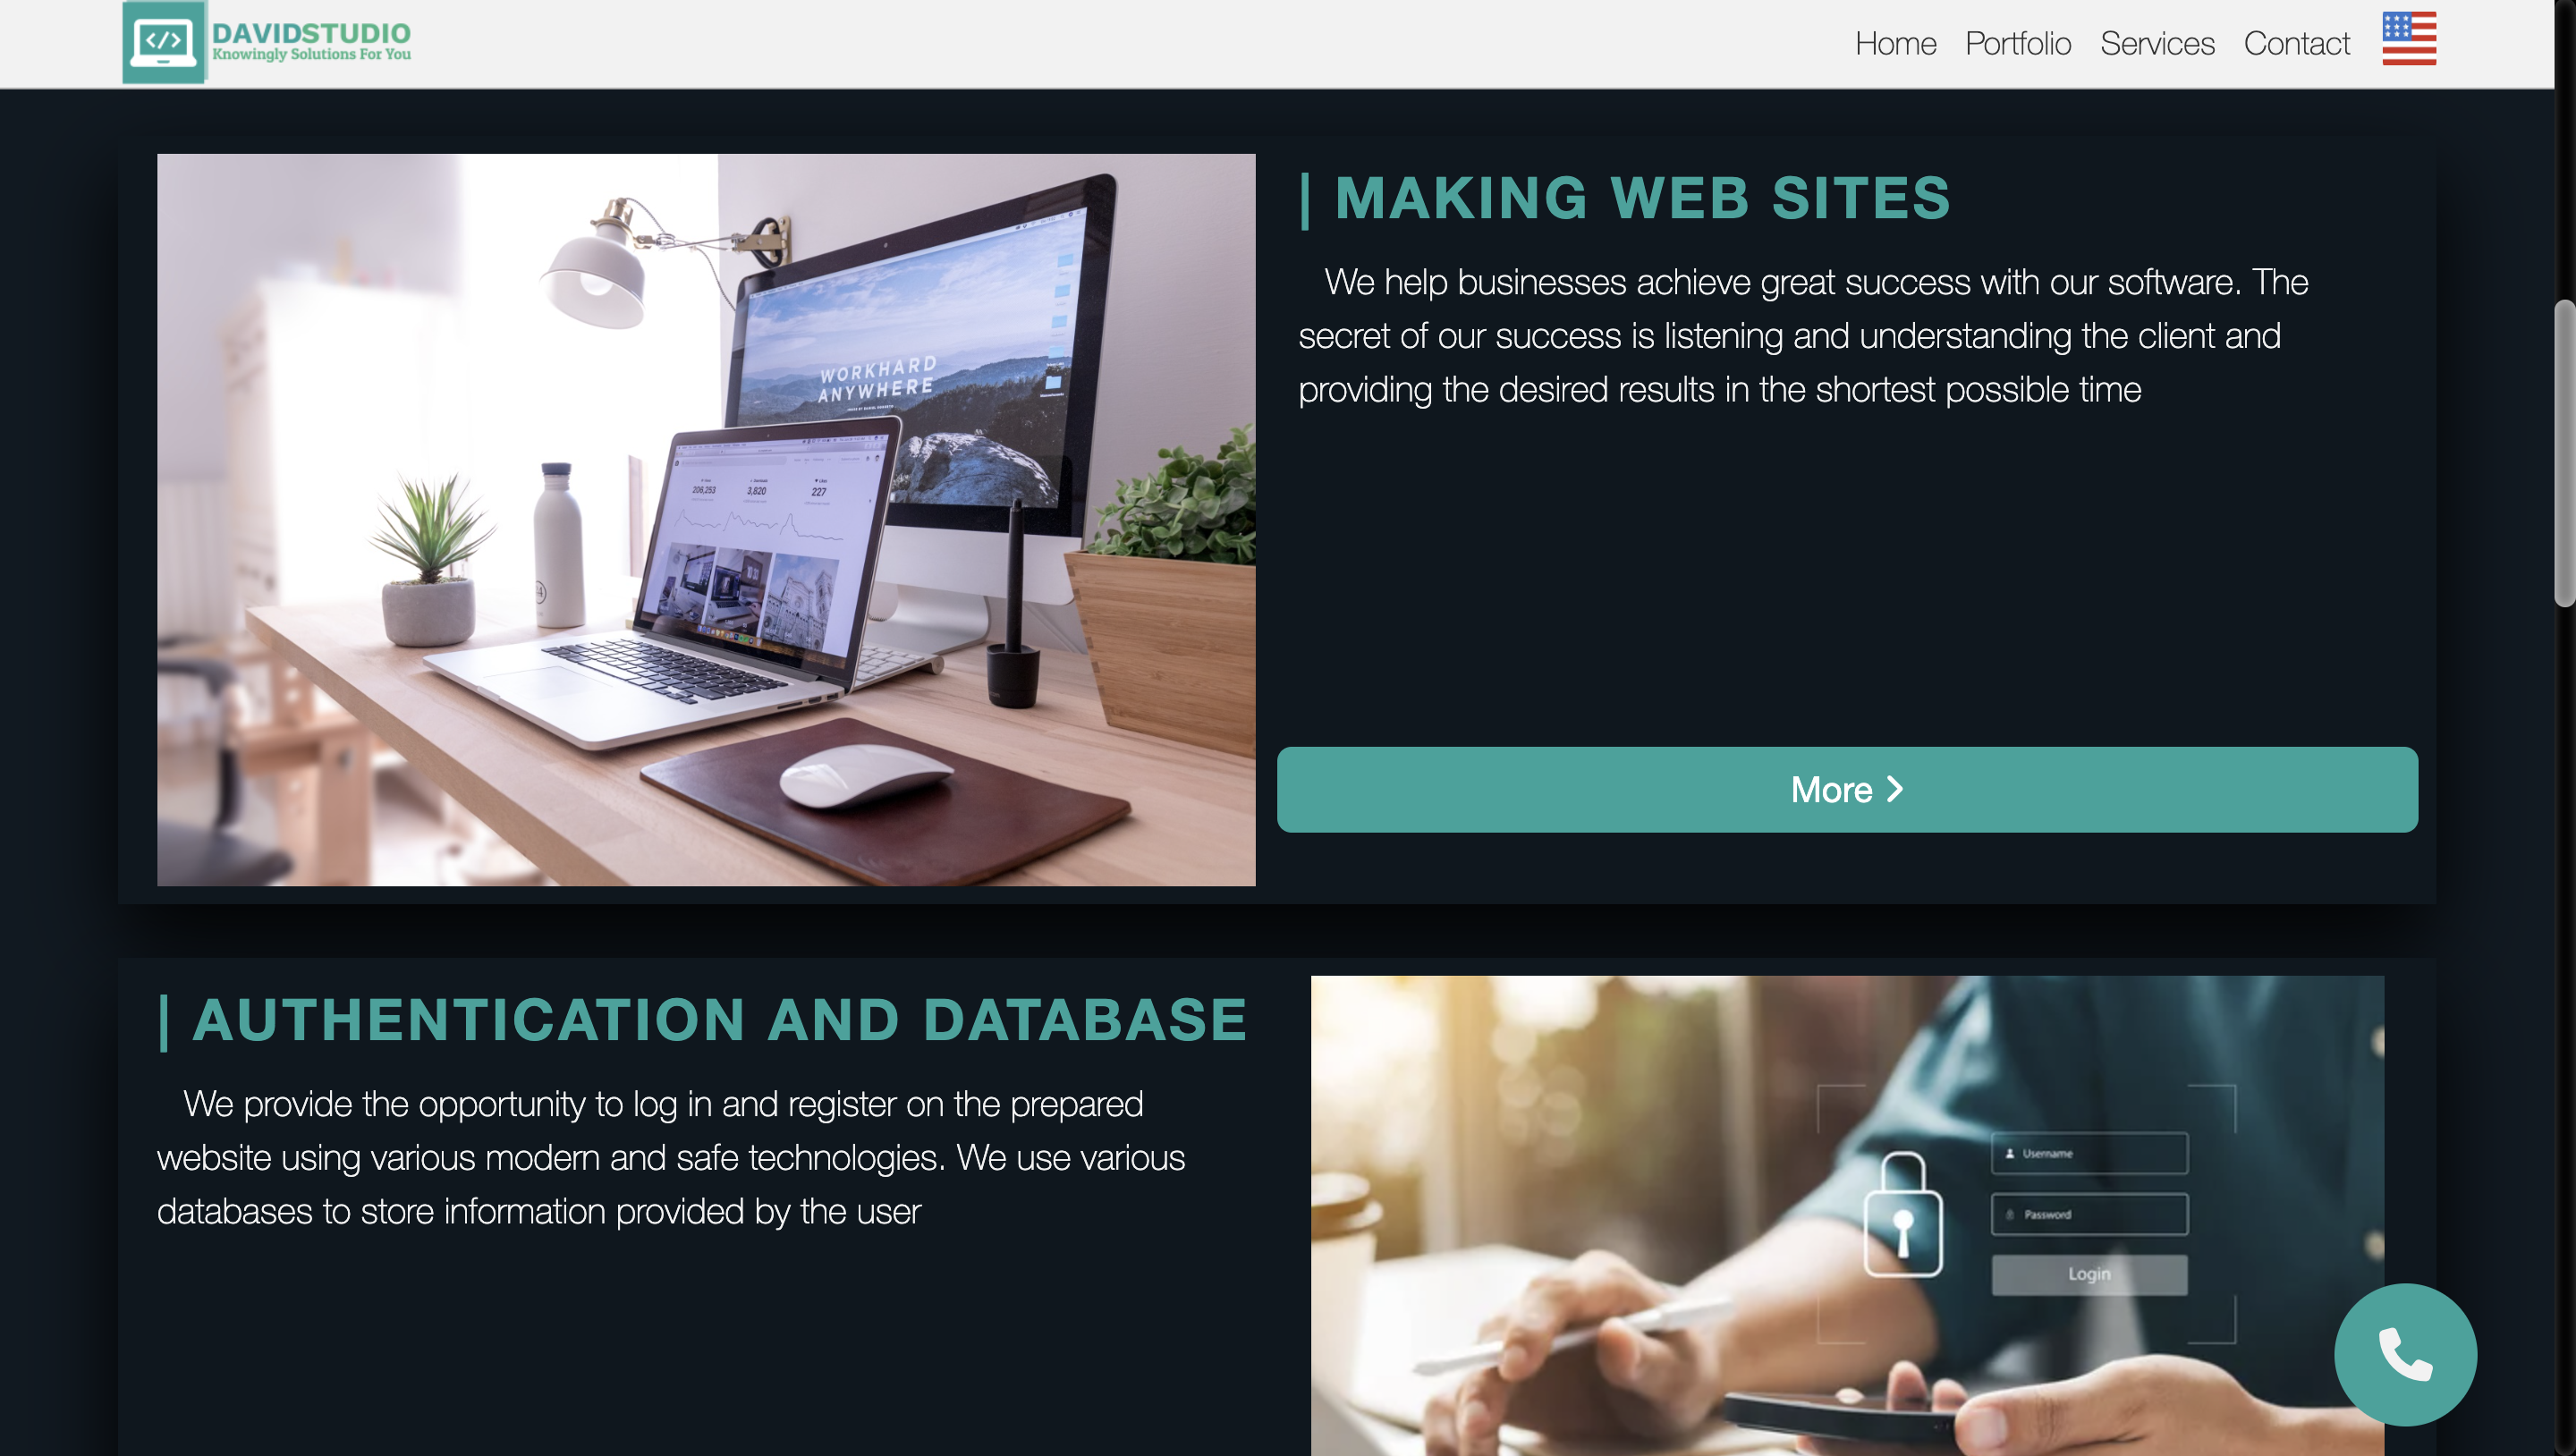 DAVIDSTUDIO
Knowingly Solutions For You
Home Portfolio Services Contact
| MAKING WEB SITES
We help businesses achieve great success with our software. The
secret of our success is listening and understanding the client and
providing the desired results in the shortest possible time
WORKHARD
ANYWHERE
206,253 3,820 227
More
| AUTHENTICATION AND DATABASE
We provide the opportunity to log in and register on the prepared
website using various modern and safe technologies. We use various
databases to store information provided by the user
Username
Password
Login